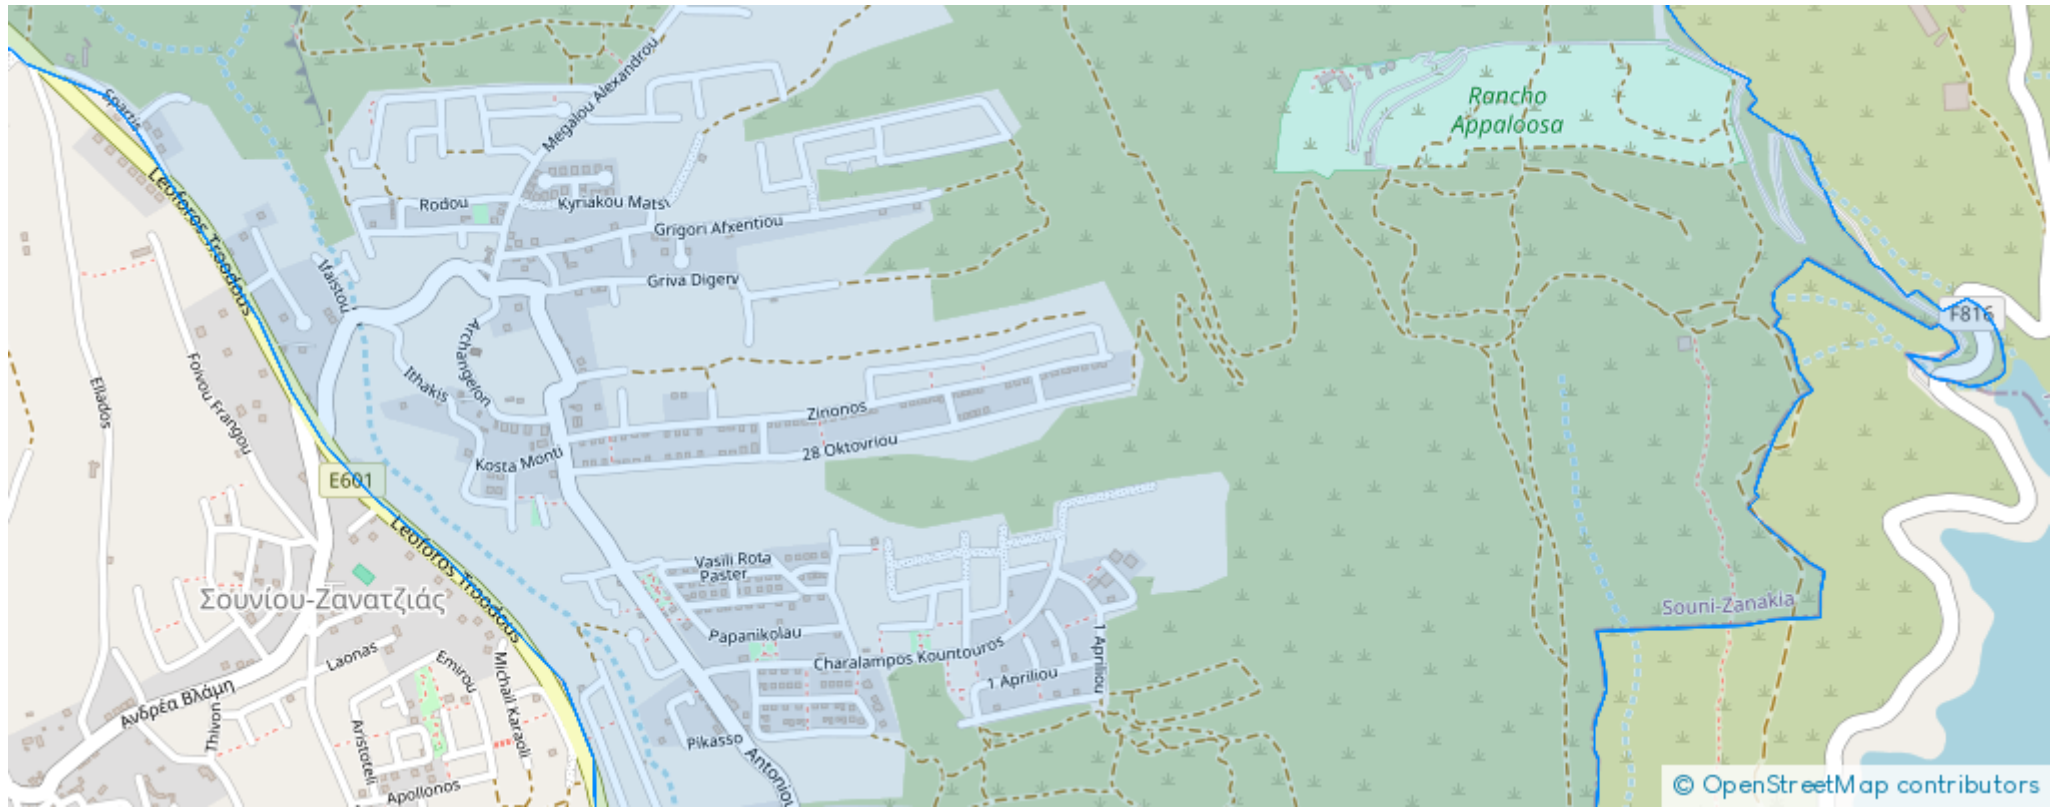 Spartis
Megalou Alexandrou
Rancho
Appaloosa
Leoforos Troodous
Rodou
Kyriakou Mats
Grigori Afxentiou
Ifaistou
Griva Digeni
F816
Archangelon
Foivou Frangou
Ellados
Ithakis
Zinonos
28 Oktovriou
Kosta Monti
E601
Leoforos Troodous
Vasili Rota
Paster
Σουνίου-Ζανατζιάς
Souni-Zanakia
Papanikolau
1 Apriliou
Charalampos Kountouros
Laonas
Emirou
1 Apriliou
Michail Karaoli
Ανδρέα Βλάμη
Thivon
Aristoteli
Pikasso
Antoniou
Apollonos
© OpenStreetMap contributors